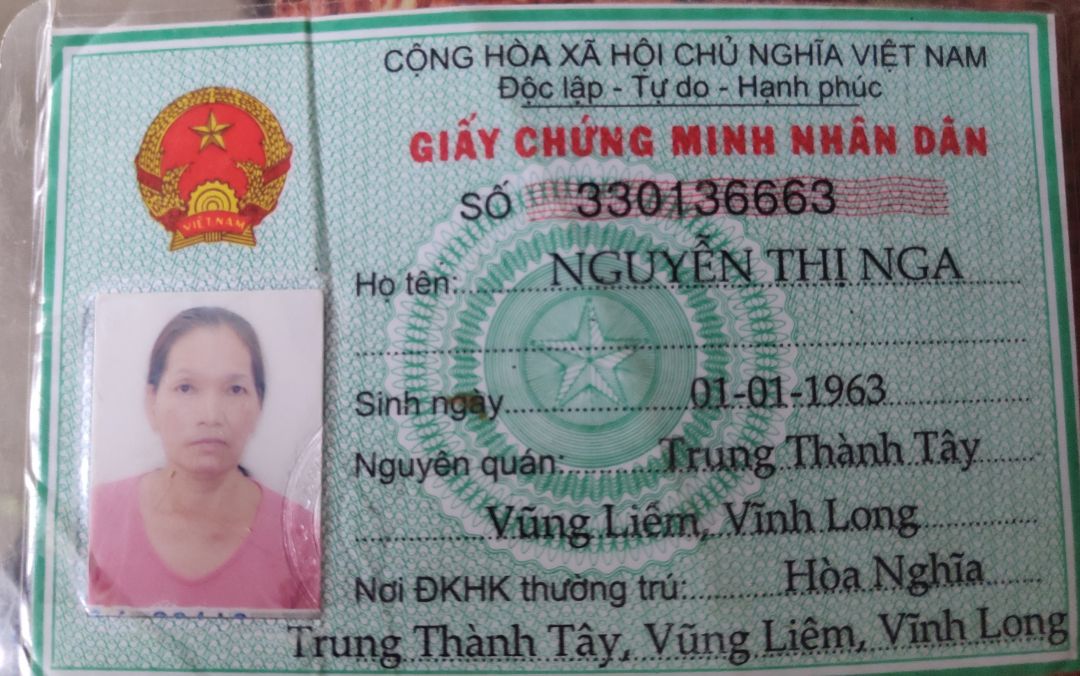 CỘNG HÒA XÃ HỘI CHỦ NGHĨA VIỆT NAM
Độc lập - Tự do - Hạnh phúc
GIẤY CHỨNG MINH NHÂN DÂN
SỐ 330136663
VIỆT NAM
Họ tên: NGUYỄN THỊ NGA
Sinh ngày 01-01-1963
Nguyên quán: Trung Thành Tây
Vũng Liêm, Vĩnh Long
Nơi ĐKHK thường trú: Hòa Nghĩa
Trung Thành Tây, Vũng Liêm, Vĩnh Long